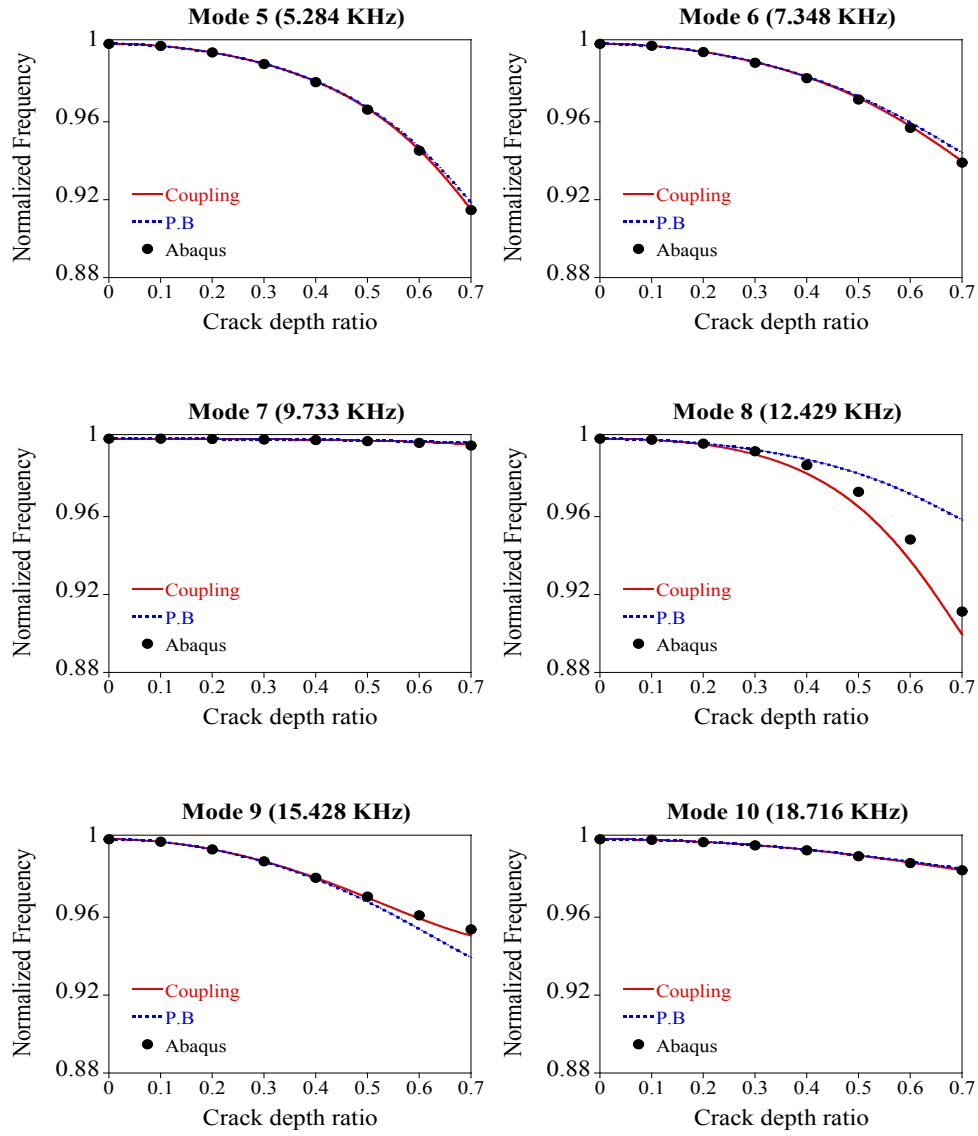 Mode 5 (5.284 KHz)
Normalized Frequency
1
0.96
0.92
0.88
Coupling
P.B
Abaqus
0 0.1 0.2 0.3 0.4 0.5 0.6 0.7
Crack depth ratio
Mode 6 (7.348 KHz)
Normalized Frequency
1
0.96
0.92
0.88
Coupling
P.B
Abaqus
0 0.1 0.2 0.3 0.4 0.5 0.6 0.7
Crack depth ratio
Mode 7 (9.733 KHz)
Normalized Frequency
1
0.96
0.92
0.88
Coupling
P.B
Abaqus
0 0.1 0.2 0.3 0.4 0.5 0.6 0.7
Crack depth ratio
Mode 8 (12.429 KHz)
Normalized Frequency
1
0.96
0.92
0.88
Coupling
P.B
Abaqus
0 0.1 0.2 0.3 0.4 0.5 0.6 0.7
Crack depth ratio
Mode 9 (15.428 KHz)
Normalized Frequency
1
0.96
0.92
0.88
Coupling
P.B
Abaqus
0 0.1 0.2 0.3 0.4 0.5 0.6 0.7
Crack depth ratio
Mode 10 (18.716 KHz)
Normalized Frequency
1
0.96
0.92
0.88
Coupling
P.B
Abaqus
0 0.1 0.2 0.3 0.4 0.5 0.6 0.7
Crack depth ratio